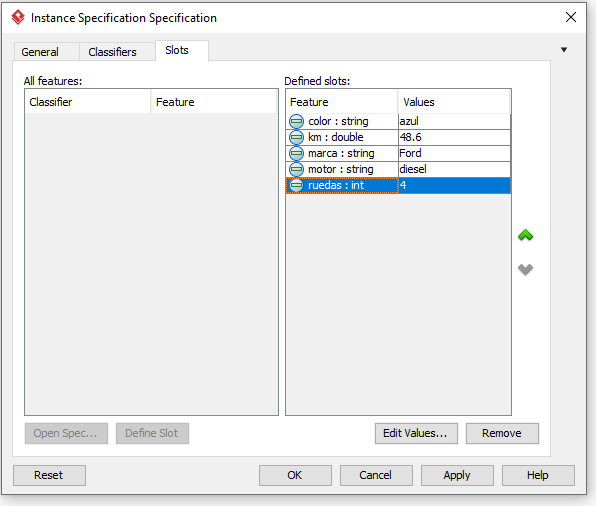 Instance Specification Specification
General Classifiers Slots
All features:
Classifier Feature
Defined slots:
Feature Values
color : string azul
km : double 48.6
marca : string Ford
motor : string diesel
ruedas : int 4
Open Spec... Define Slot Edit Values... Remove
Reset OK Cancel Apply Help